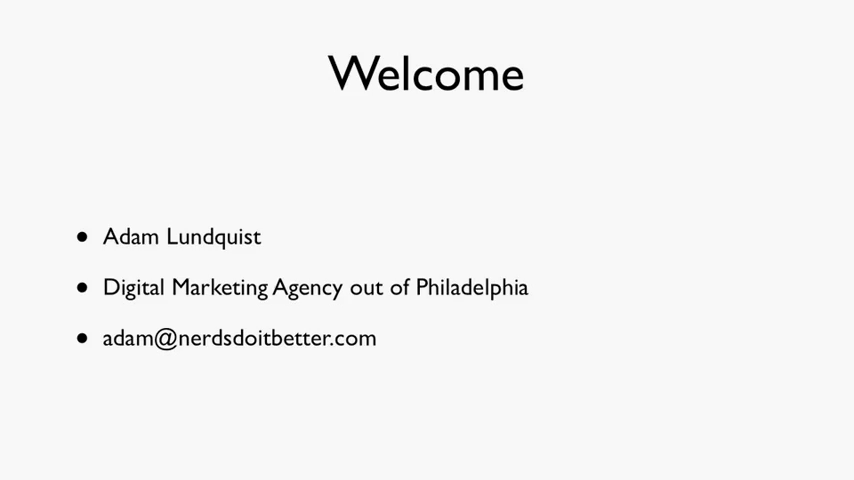 Welcome
• Adam Lundquist
• Digital Marketing Agency out of Philadelphia
• adam@nerdsdoitbetter.com